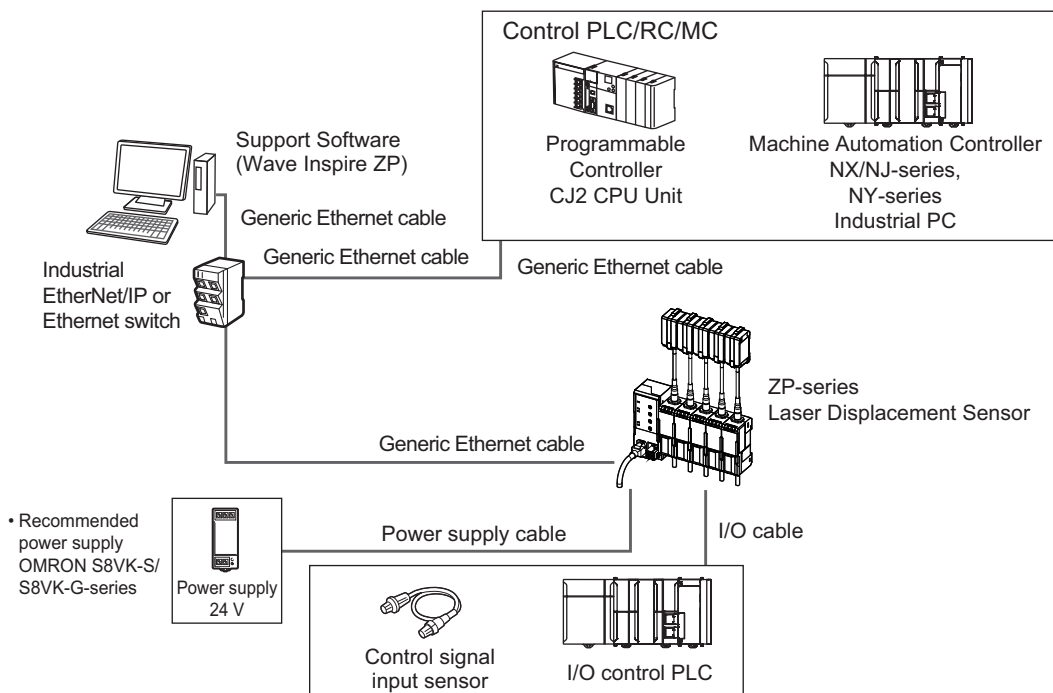 Control PLC/RC/MC
Programmable
Controller
CJ2 CPU Unit
Machine Automation Controller
NX/NJ-series,
NY-series
Industrial PC
Support Software
(Wave Inspire ZP)
Generic Ethernet cable
Generic Ethernet cable
Generic Ethernet cable
Industrial
EtherNet/IP or
Ethernet switch
ZP-series
Laser Displacement Sensor
Generic Ethernet cable
• Recommended
power supply
OMRON S8VK-S/
S8VK-G-series
Power supply
24 V
Power supply cable
I/O cable
Control signal
input sensor
I/O control PLC